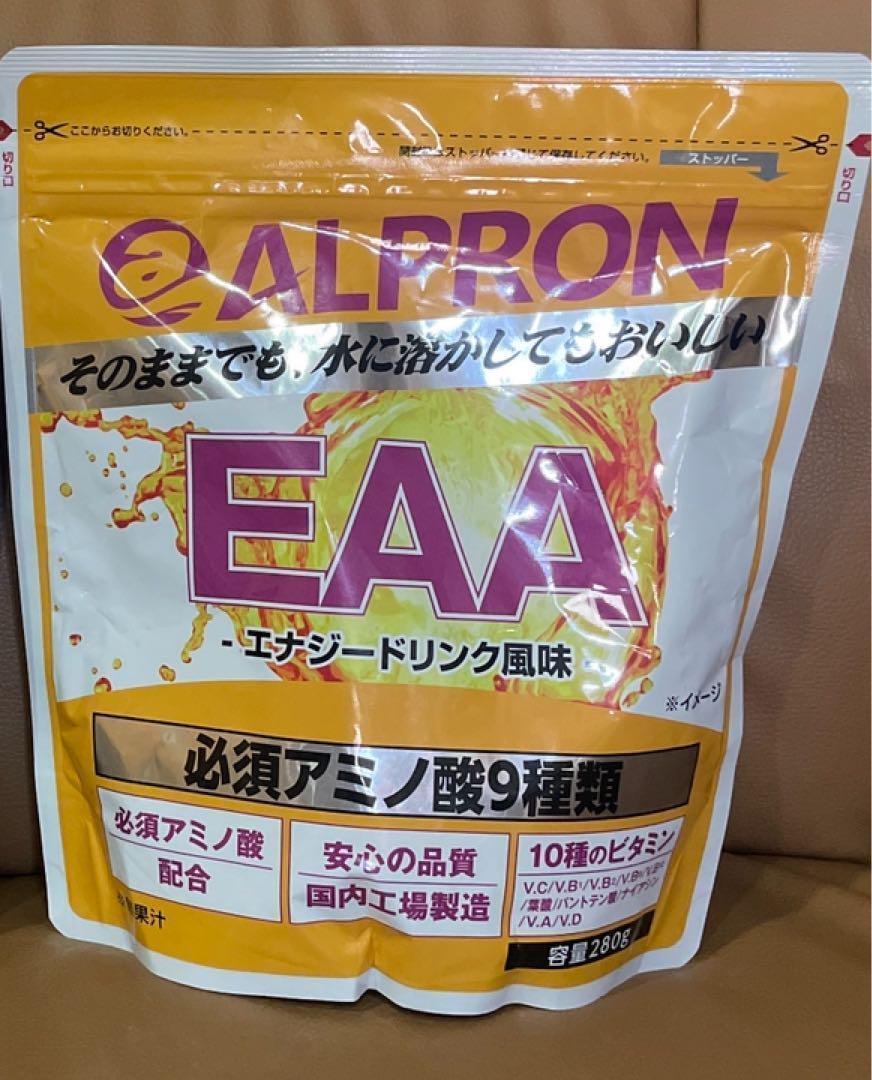 ここからお切りください。
ストッパー
切り口
切り口
ALPRON
そのままでも、水に溶かしてもおいしい
EAA
- エナジードリンク風味
※イメージ
必須アミノ酸9種類
必須アミノ酸
配合
安心の品質
国内工場製造
10種のビタミン
V.C/V.B1/V.B2/V.B6/V.B12
/葉酸/パントテン酸/ナイアシン
/V.A/V.D
果汁
容量280g